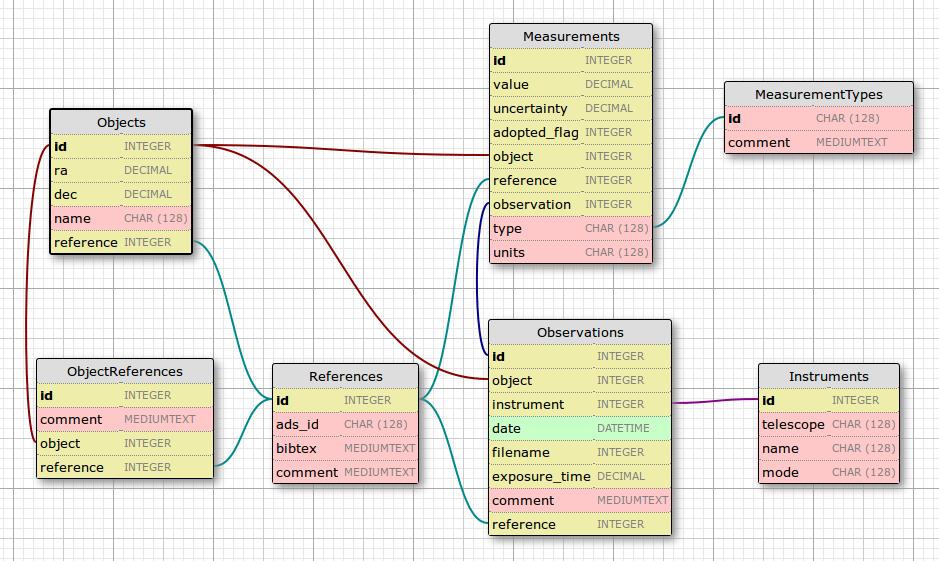 Measurements
id INTEGER
value DECIMAL
uncertainty DECIMAL
adopted_flag INTEGER
object INTEGER
reference INTEGER
observation INTEGER
type CHAR (128)
units CHAR (128)
MeasurementTypes
id CHAR (128)
comment MEDIUMTEXT
Objects
id INTEGER
ra DECIMAL
dec DECIMAL
name CHAR (128)
reference INTEGER
ObjectReferences
id INTEGER
comment MEDIUMTEXT
object INTEGER
reference INTEGER
References
id INTEGER
ads_id CHAR (128)
bibtex MEDIUMTEXT
comment MEDIUMTEXT
Observations
id INTEGER
object INTEGER
instrument INTEGER
date DATETIME
filename INTEGER
exposure_time DECIMAL
comment MEDIUMTEXT
reference INTEGER
Instruments
id INTEGER
telescope CHAR (128)
name CHAR (128)
mode CHAR (128)